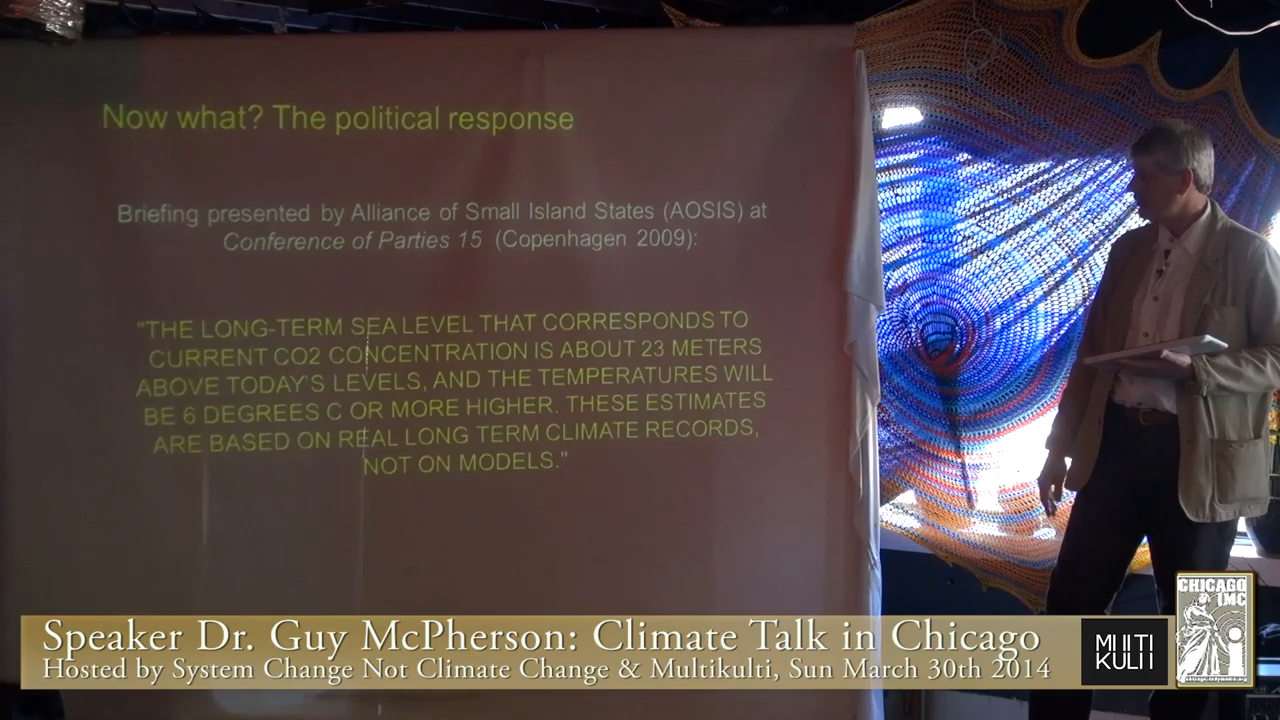 Now what? The political response
Briefing presented by Alliance of Small Island States (AOSIS) at
Conference of Parties 15 (Copenhagen 2009):
"THE LONG-TERM SEA LEVEL THAT CORRESPONDS TO
CURRENT CO2 CONCENTRATION IS ABOUT 23 METERS
ABOVE TODAY'S LEVELS, AND THE TEMPERATURES WILL
BE 6 DEGREES C OR MORE HIGHER. THESE ESTIMATES
ARE BASED ON REAL LONG TERM CLIMATE RECORDS,
NOT ON MODELS."
Speaker Dr. Guy McPherson: Climate Talk in Chicago
Hosted by System Change Not Climate Change & Multikulti, Sun March 30th 2014
MULTI
KULTI
CHICAGO
IMC